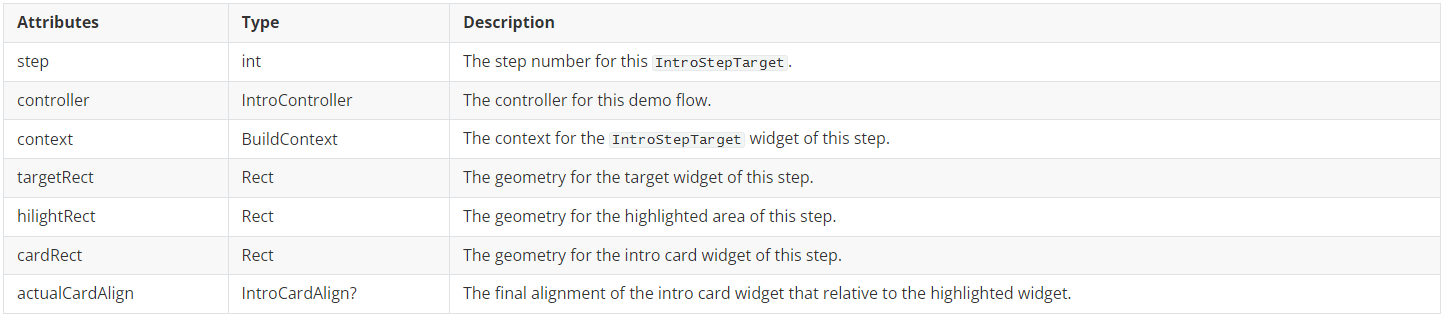 Attributes Type Description
step int The step number for this IntroStepTarget.
controller IntroController The controller for this demo flow.
context BuildContext The context for the IntroStepTarget widget of this step.
targetRect Rect The geometry for the target widget of this step.
hilightRect Rect The geometry for the highlighted area of this step.
cardRect Rect The geometry for the intro card widget of this step.
actualCardAlign IntroCardAlign? The final alignment of the intro card widget that relative to the highlighted widget.